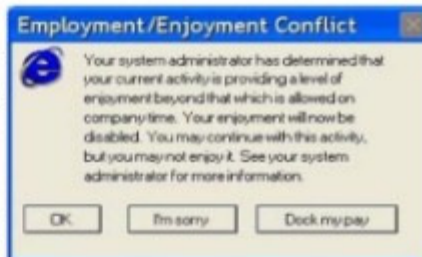 Employment/Enjoyment Conflict
Your system administrator has determined that
your current activity is providing a level of
enjoyment beyond that which is allowed on
company time. Your enjoyment will now be
disabled. You may continue with this activity,
but you may not enjoy it. See your system
administrator for more information.
OK I'm sorry Dock my pay